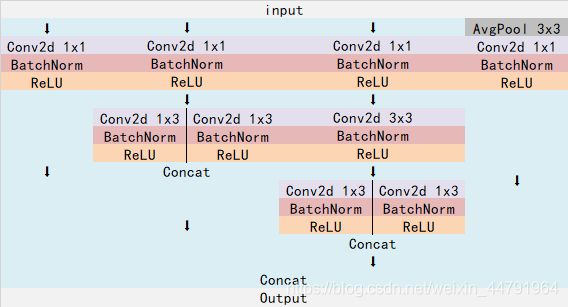 input
AvgPool 3x3
Conv2d 1x1 Conv2d 1x1 Conv2d 1x1 Conv2d 1x1
BatchNorm BatchNorm BatchNorm BatchNorm
ReLU ReLU ReLU ReLU
Conv2d 1x3 Conv2d 1x3 Conv2d 3x3
BatchNorm BatchNorm BatchNorm
ReLU ReLU ReLU
Concat
Conv2d 1x3 Conv2d 1x3
BatchNorm BatchNorm
ReLU ReLU
Concat
Concat
https://blog.csdn.net/weixin_44791964
Output